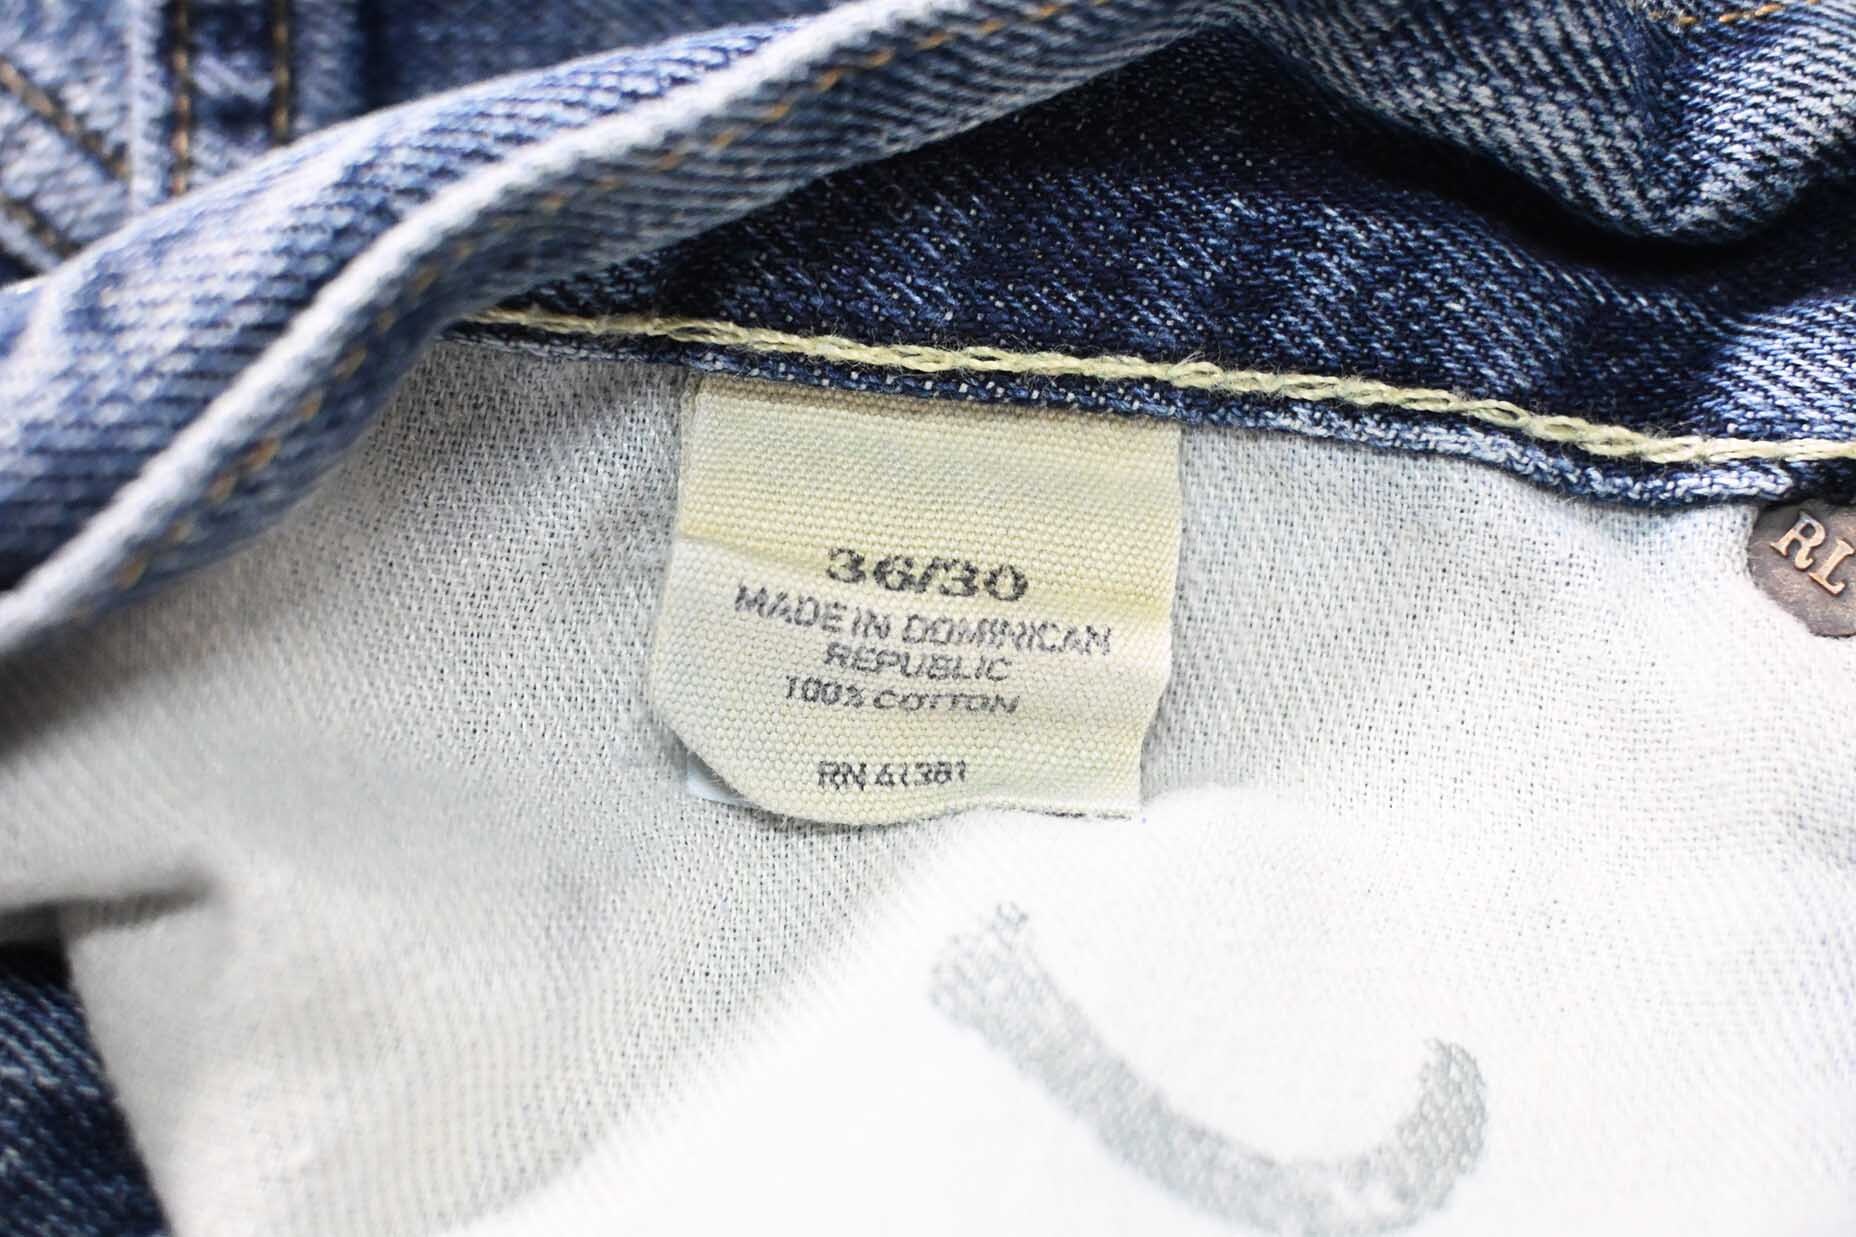 36/30
MADE IN DOMINICAN
REPUBLIC
100% COTTON
RN 41381
RL